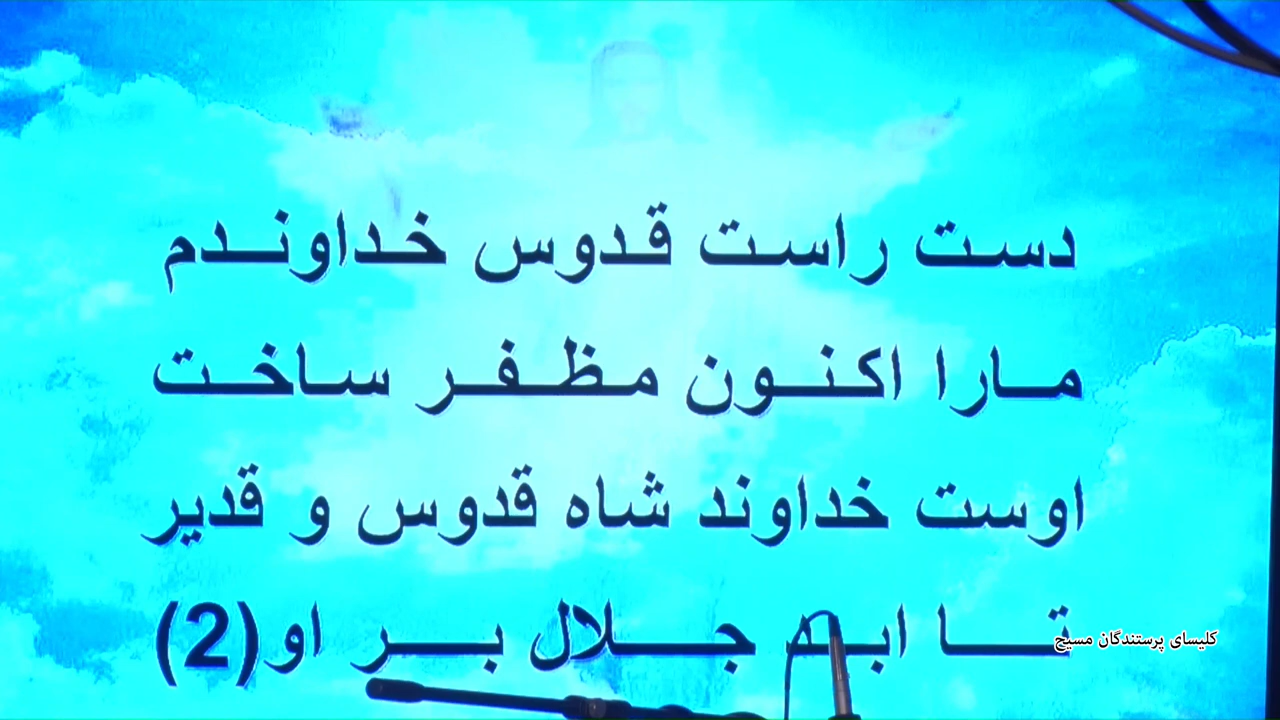 دست راست قدوس خداوندم
مارا اکنون مظفر ساخت
اوست خداوند شاه قدوس و قدیر
تا ابد جلال بر او(2)
کلیسای پرستندگان مسیح